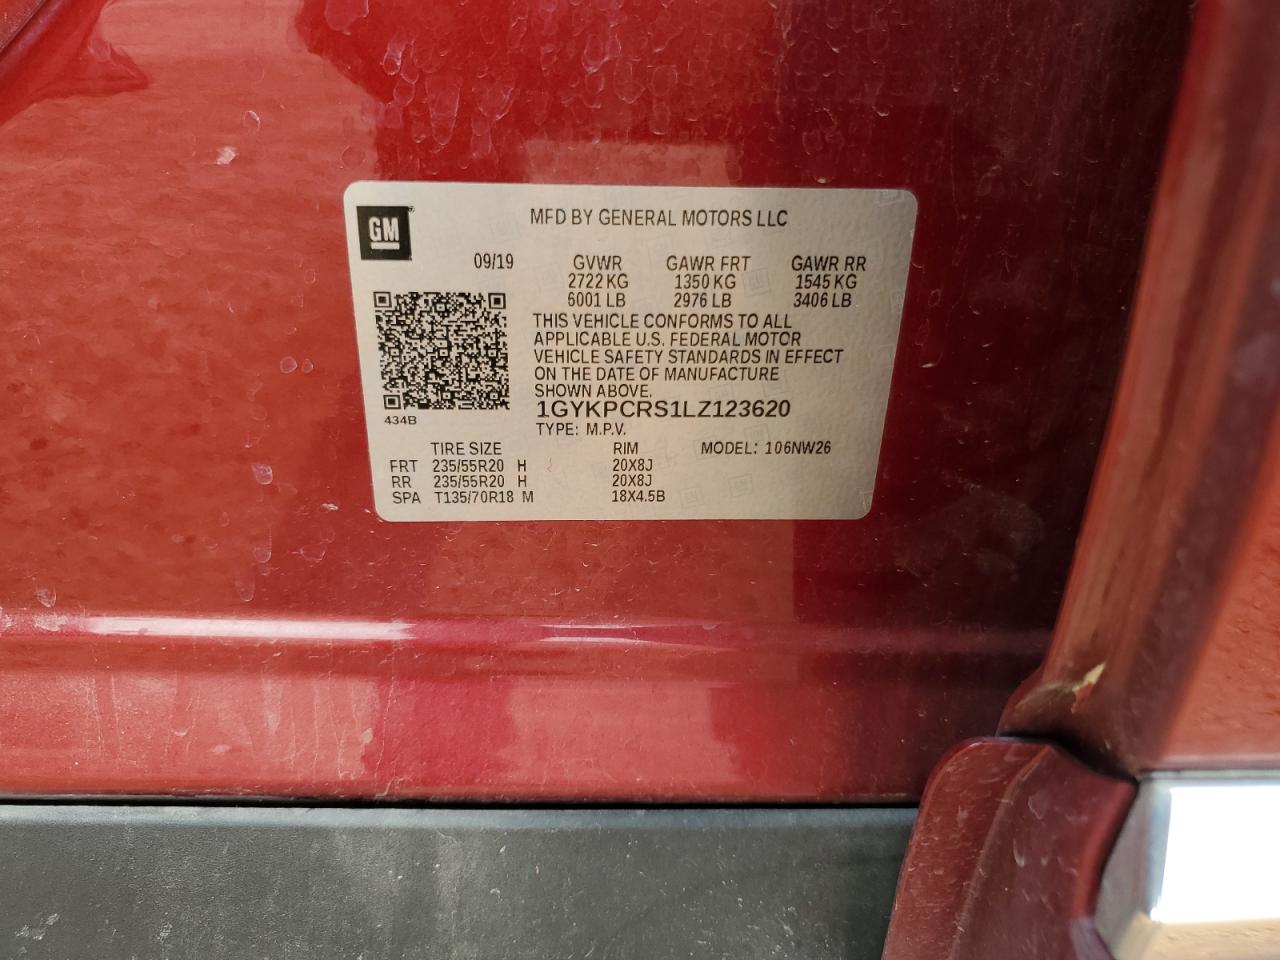 GM
MFD BY GENERAL MOTORS LLC
09/19 GVWR GAWR FRT GAWR RR
2722 KG 1350 KG 1545 KG
6001 LB 2976 LB 3406 LB
THIS VEHICLE CONFORMS TO ALL
APPLICABLE U.S. FEDERAL MOTOR
VEHICLE SAFETY STANDARDS IN EFFECT
ON THE DATE OF MANUFACTURE
SHOWN ABOVE.
434B
1GYKPCRS1LZ123620
TYPE: M.P.V.
TIRE SIZE RIM MODEL: 106NW26
FRT 235/55R20 H 20X8J
RR 235/55R20 H 20X8J
SPA T135/70R18 M 18X4.5B